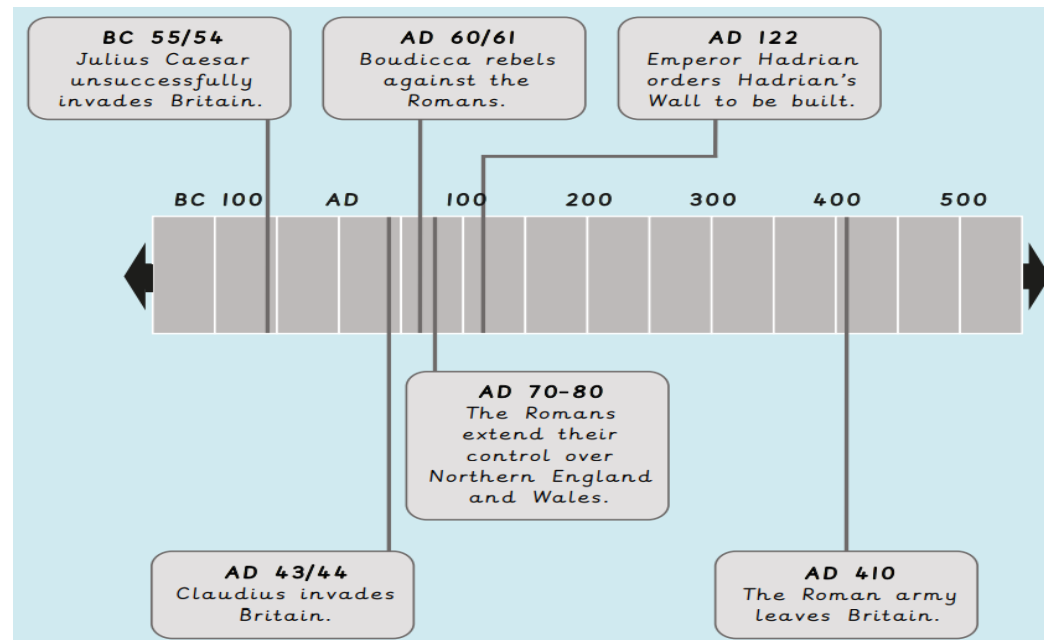 BC 55/54
Julius Caesar
unsuccessfully
invades Britain.
AD 60/61
Boudicca rebels
against the
Romans.
AD 122
Emperor Hadrian
orders Hadrian's
Wall to be built.
BC 100 AD 100 200 300 400 500
AD 70-80
The Romans
extend their
control over
Northern England
and Wales.
AD 43/44
Claudius invades
Britain.
AD 410
The Roman army
leaves Britain.